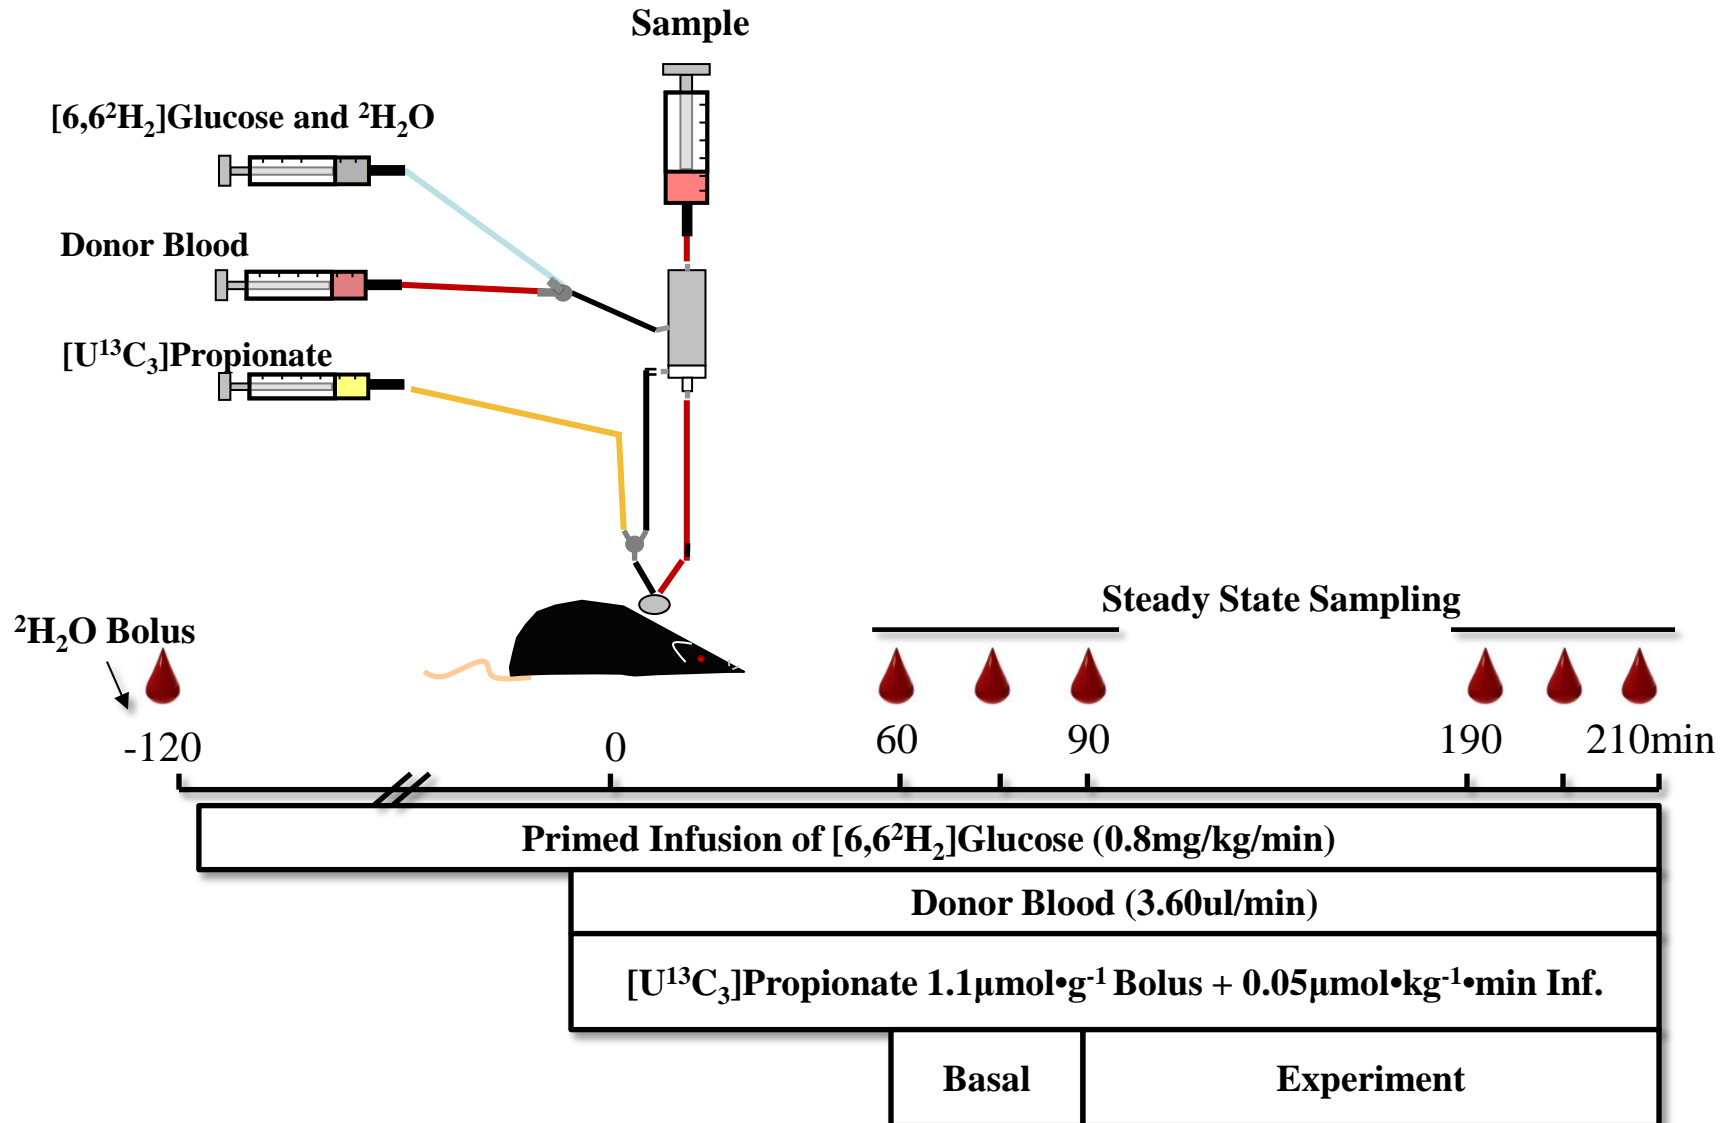 Sample
[6,6²H₂]Glucose and ²H₂O
Donor Blood
[U¹³C₃]Propionate
Steady State Sampling
²H₂O Bolus
-120 0 60 90 190 210min
Primed Infusion of [6,6²H₂]Glucose (0.8mg/kg/min)
Donor Blood (3.60ul/min)
[U¹³C₃]Propionate 1.1µmol•g⁻¹ Bolus + 0.05µmol•kg⁻¹•min Inf.
Basal Experiment